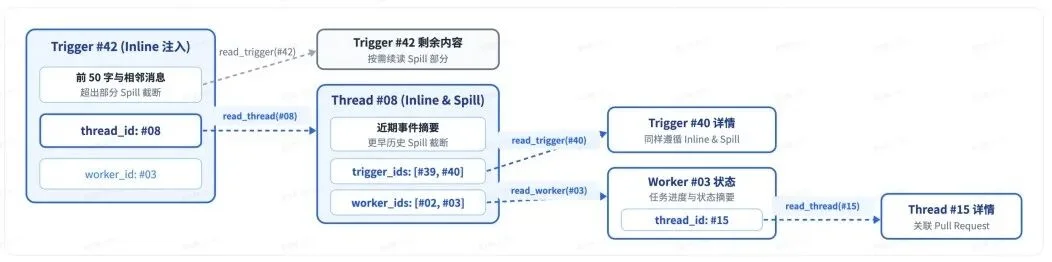 Trigger #42 (Inline 注入)
前 50 字与相邻消息
超出部分 Spill 截断
thread_id: #08
worker_id: #03
read_trigger(#42)
read_thread(#08)
Trigger #42 剩余内容
按需续读 Spill 部分
Thread #08 (Inline & Spill)
近期事件摘要
更早历史 Spill 截断
trigger_ids: [#39, #40]
worker_ids: [#02, #03]
read_trigger(#40)
read_worker(#03)
Trigger #40 详情
同样遵循 Inline & Spill
Worker #03 状态
任务进度与状态摘要
thread_id: #15
read_thread(#15)
Thread #15 详情
关联 Pull Request